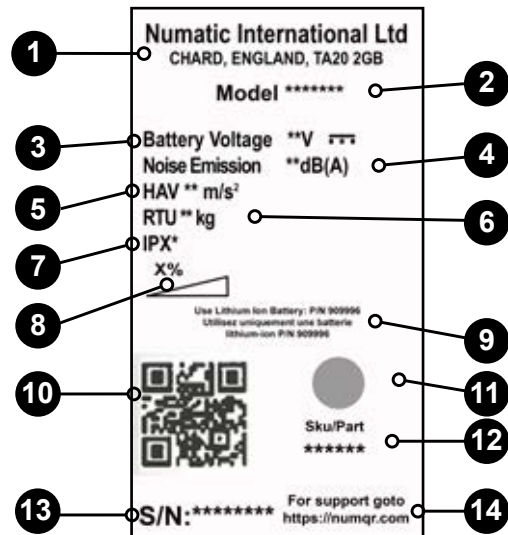 Numatic International Ltd
1
CHARD, ENGLAND, TA20 2GB
Model ******* 2
3 Battery Voltage **V
Noise Emission **dB(A) 4
5 HAV ** m/s²
RTU ** kg 6
7 IPX*
X%
8
Use Lithium Ion Battery: P/N 909996
Utilisez uniquement une batterie
lithium-ion P/N 909996
9
10
11
Sku/Part
12
******
13 S/N:********
For support goto
https://numqr.com
14